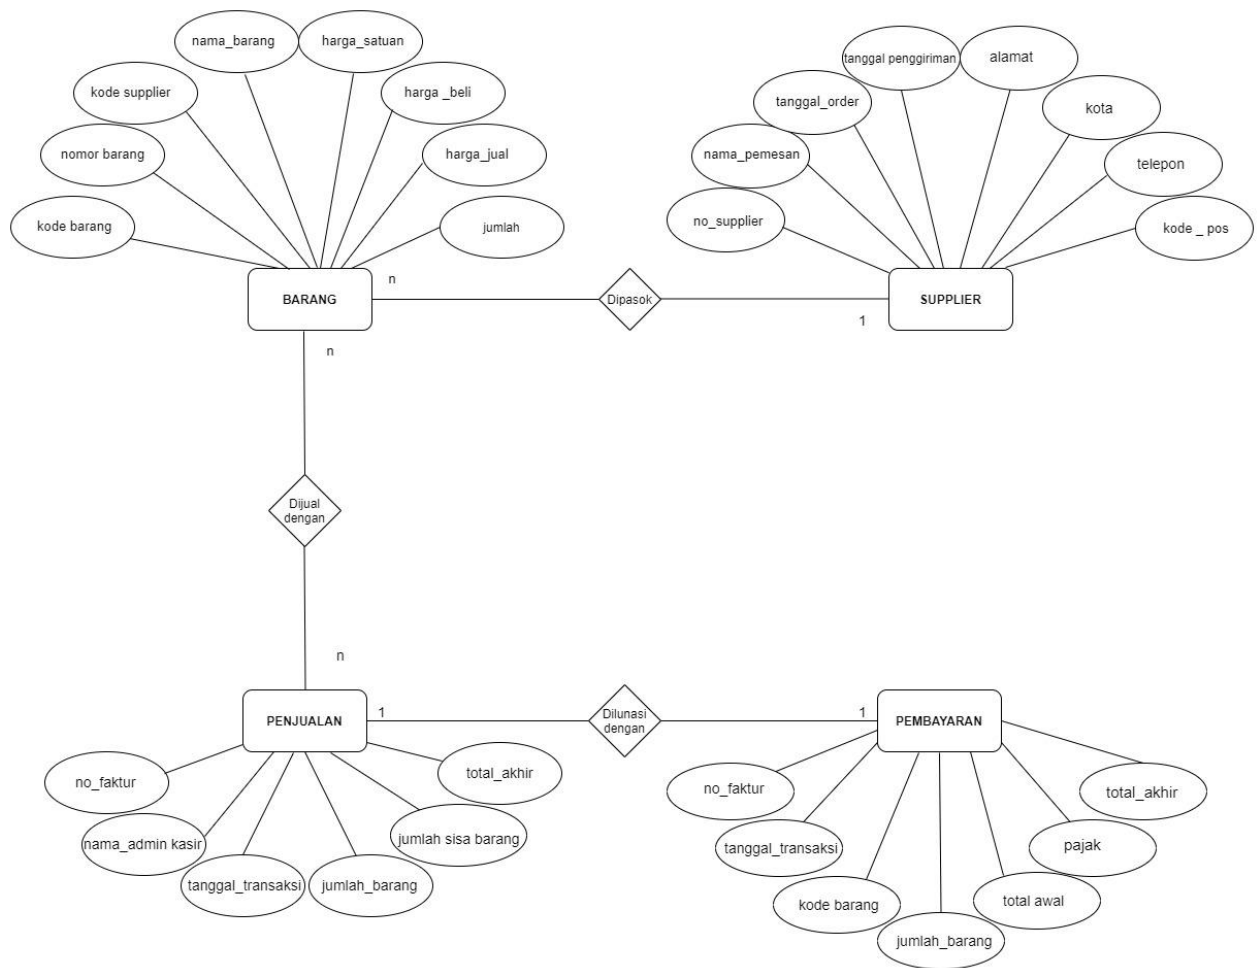 nama_barang
harga_satuan
kode supplier
harga _beli
nomor barang
harga_jual
kode barang
jumlah
BARANG
n
n
Dipasok
tanggal penggiriman
alamat
tanggal_order
kota
nama_pemesan
telepon
no_supplier
kode _ pos
SUPPLIER
1
Dijual
dengan
n
PENJUALAN
1
no_faktur
total_akhir
nama_admin kasir
jumlah sisa barang
tanggal_transaksi
jumlah_barang
Dilunasi
dengan
1
PEMBAYARAN
no_faktur
total_akhir
tanggal_transaksi
pajak
kode barang
total awal
jumlah_barang